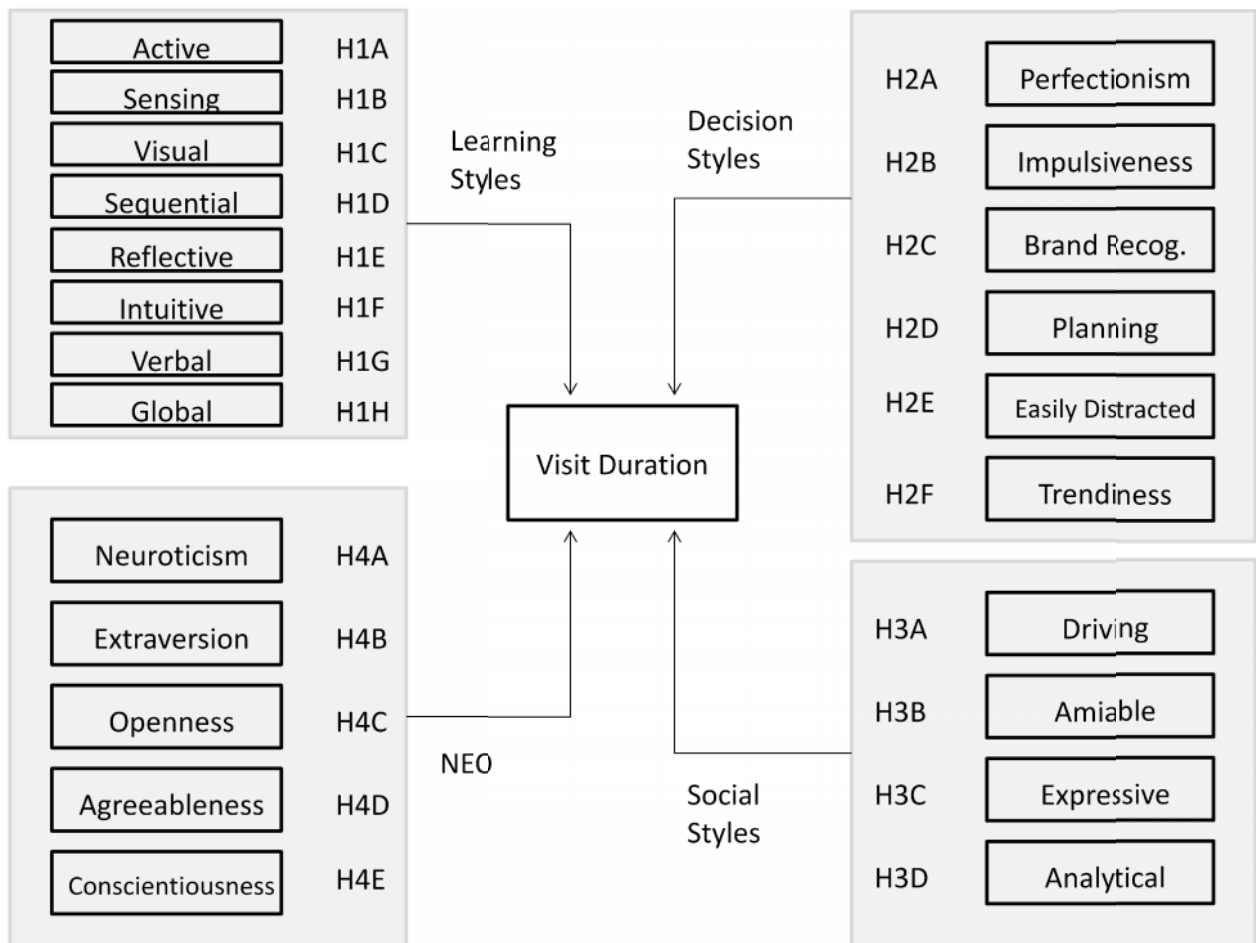 Active H1A
Sensing H1B
Visual H1C
Sequential H1D
Reflective H1E
Intuitive H1F
Verbal H1G
Global H1H
Learning
Styles
Decision
Styles
H2A Perfectionism
H2B Impulsiveness
H2C Brand Recog.
H2D Planning
H2E Easily Distracted
H2F Trendiness
Visit Duration
Neuroticism H4A
Extraversion H4B
Openness H4C
Agreeableness H4D
Conscientiousness H4E
NEO
Social
Styles
H3A Driving
H3B Amiable
H3C Expressive
H3D Analytical